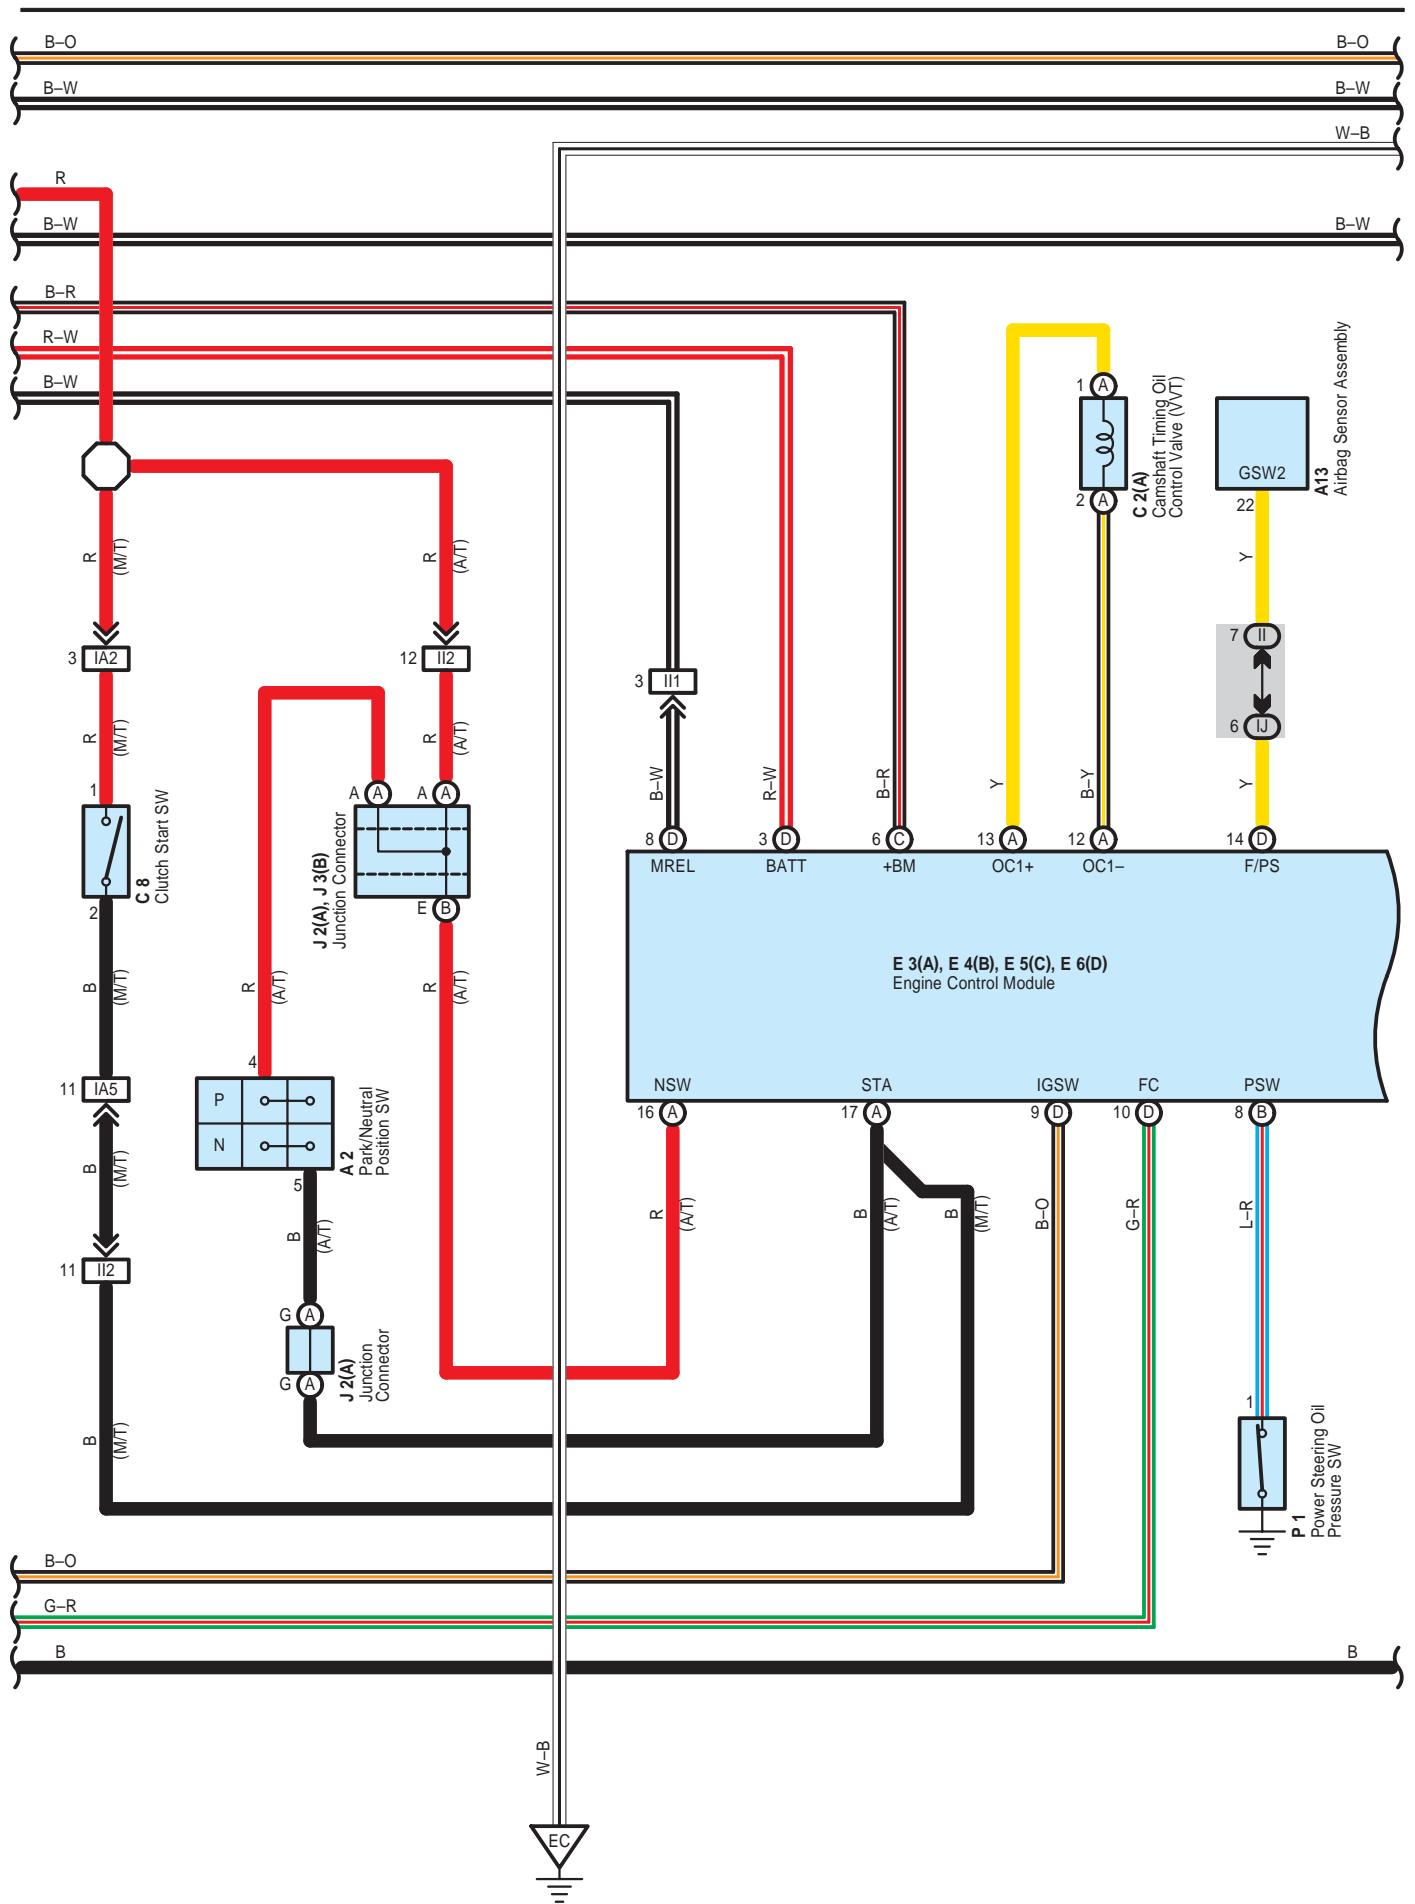 B–O B–O
B–W B–W
W–B
R
B–W B–W
B–R
R–W
B–W
1 A
2 A
C 2(A)
Camshaft Timing Oil
Control Valve (VVT)
GSW2
22
A13
Airbag Sensor Assembly
R
(M/T)
R
(A/T)
Y
3 IA2
12 II2
3 II1
7 II
6 IJ
R
(M/T)
R
(A/T)
B–W
R–W
B–R
Y
B–Y
Y
1
C 8
Clutch Start SW
2
A A
A A
J 2(A), J 3(B)
Junction Connector
E B
8 D
3 D
6 C
13 A
12 A
14 D
MREL
BATT
+BM
OC1+
OC1–
F/PS
E 3(A), E 4(B), E 5(C), E 6(D)
Engine Control Module
B
(M/T)
R
(A/T)
R
(A/T)
NSW
STA
IGSW
FC
PSW
16 A
17 A
9 D
10 D
8 B
11 IA5
4
P
N
A 2
Park/Neutral
Position SW
5
B
(M/T)
B
(A/T)
R
(A/T)
B
(A/T)
B
(M/T)
B–O
G–R
L–R
11 II2
G A
G A
J 2(A)
Junction
Connector
B
(M/T)
1
P 1
Power Steering Oil
Pressure SW
B–O
G–R
B B
W–B
EC